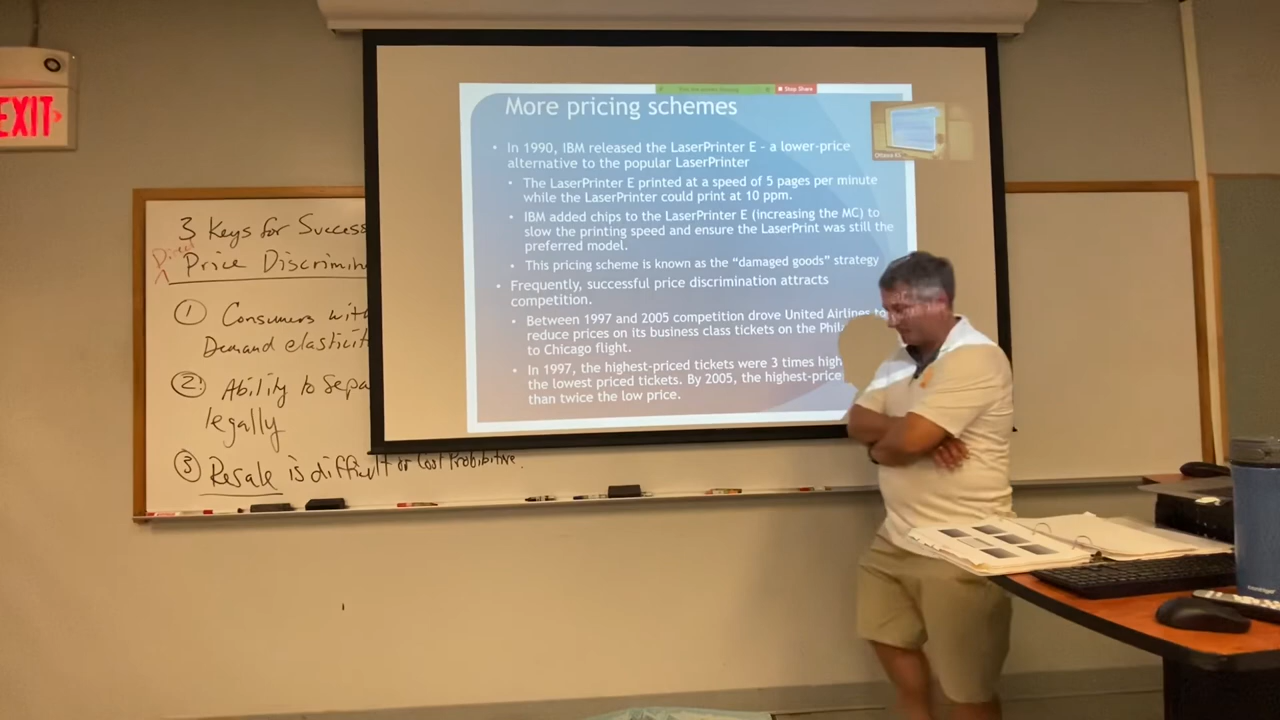 EXIT
3 Keys for Success
Direct
Price Discrimin
① Consumers with
Demand elasticit
② Ability to Sepa
legally
③ Resale is difficult or Cost Prohibitive.
Stop Share
More pricing schemes
• In 1990, IBM released the LaserPrinter E - a lower-price
alternative to the popular LaserPrinter
• The LaserPrinter E printed at a speed of 5 pages per minute
while the LaserPrinter could print at 10 ppm.
• IBM added chips to the LaserPrinter E (increasing the MC) to
slow the printing speed and ensure the LaserPrint was still the
preferred model.
• This pricing scheme is known as the “damaged goods” strategy
• Frequently, successful price discrimination attracts
competition.
• Between 1997 and 2005 competition drove United Airlines to
reduce prices on its business class tickets on the Phil
to Chicago flight.
• In 1997, the highest-priced tickets were 3 times high
the lowest priced tickets. By 2005, the highest-price
than twice the low price.